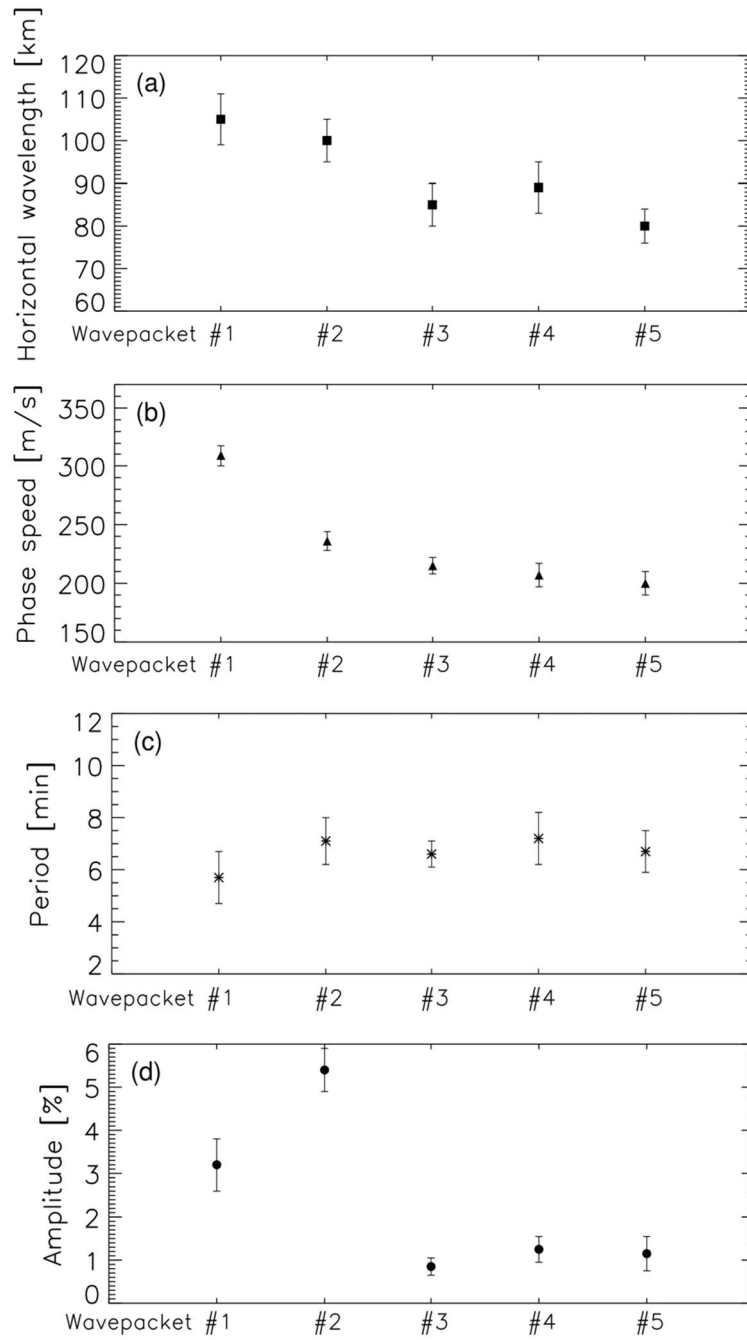 Horizontal wavelength [km]
(a)
120
110
100
90
80
70
60
Wavepacket #1 #2 #3 #4 #5
Phase speed [m/s]
(b)
350
300
250
200
150
Wavepacket #1 #2 #3 #4 #5
Period [min]
(c)
12
10
8
6
4
2
Wavepacket #1 #2 #3 #4 #5
Amplitude [%]
(d)
6
5
4
3
2
1
0
Wavepacket #1 #2 #3 #4 #5